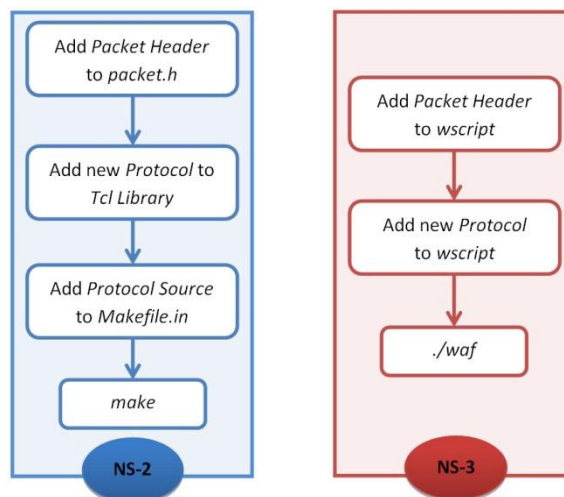 Add Packet Header
to packet.h
Add new Protocol to
Tcl Library
Add Protocol Source
to Makefile.in
make
NS-2
Add Packet Header
to wscript
Add new Protocol
to wscript
./waf
NS-3